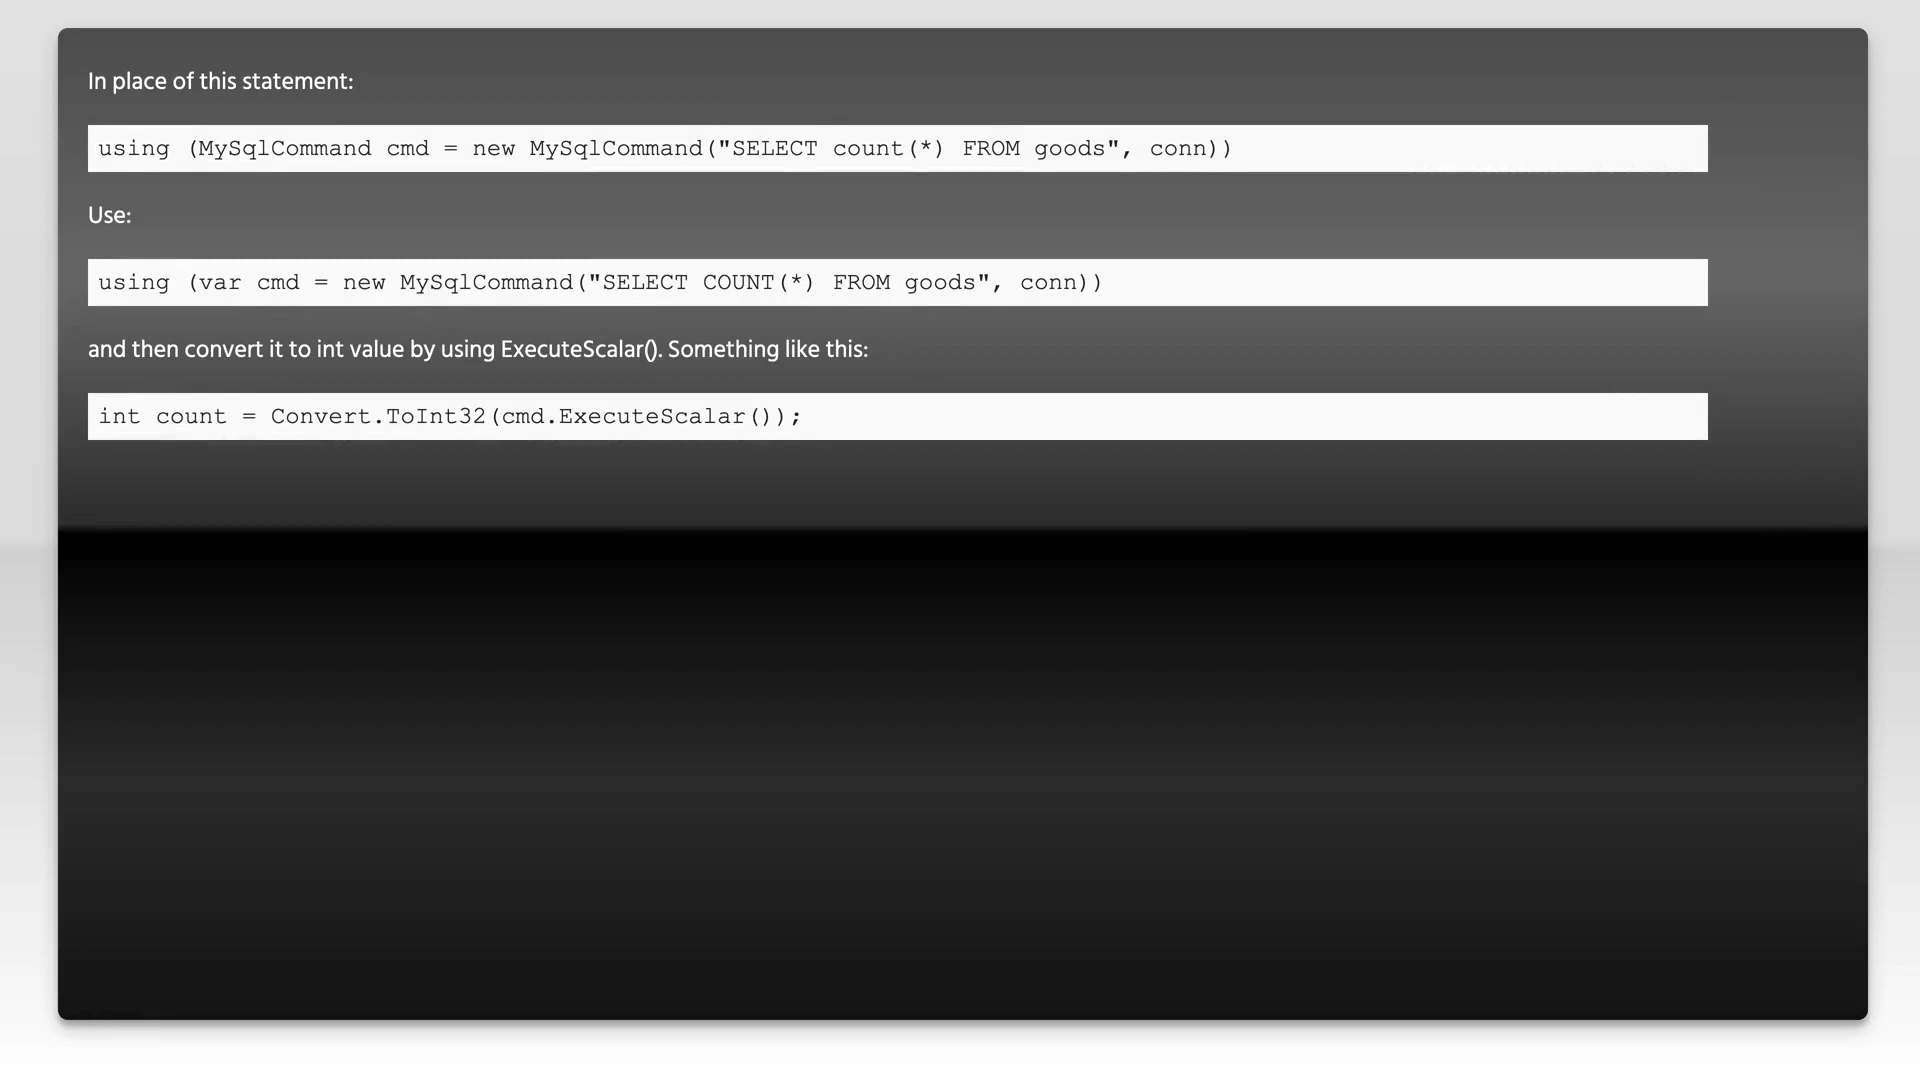 In place of this statement:
using (MySqlCommand cmd = new MySqlCommand("SELECT count(*) FROM goods", conn))
Use:
using (var cmd = new MySqlCommand("SELECT COUNT(*) FROM goods", conn))
and then convert it to int value by using ExecuteScalar(). Something like this:
int count = Convert.ToInt32(cmd.ExecuteScalar());